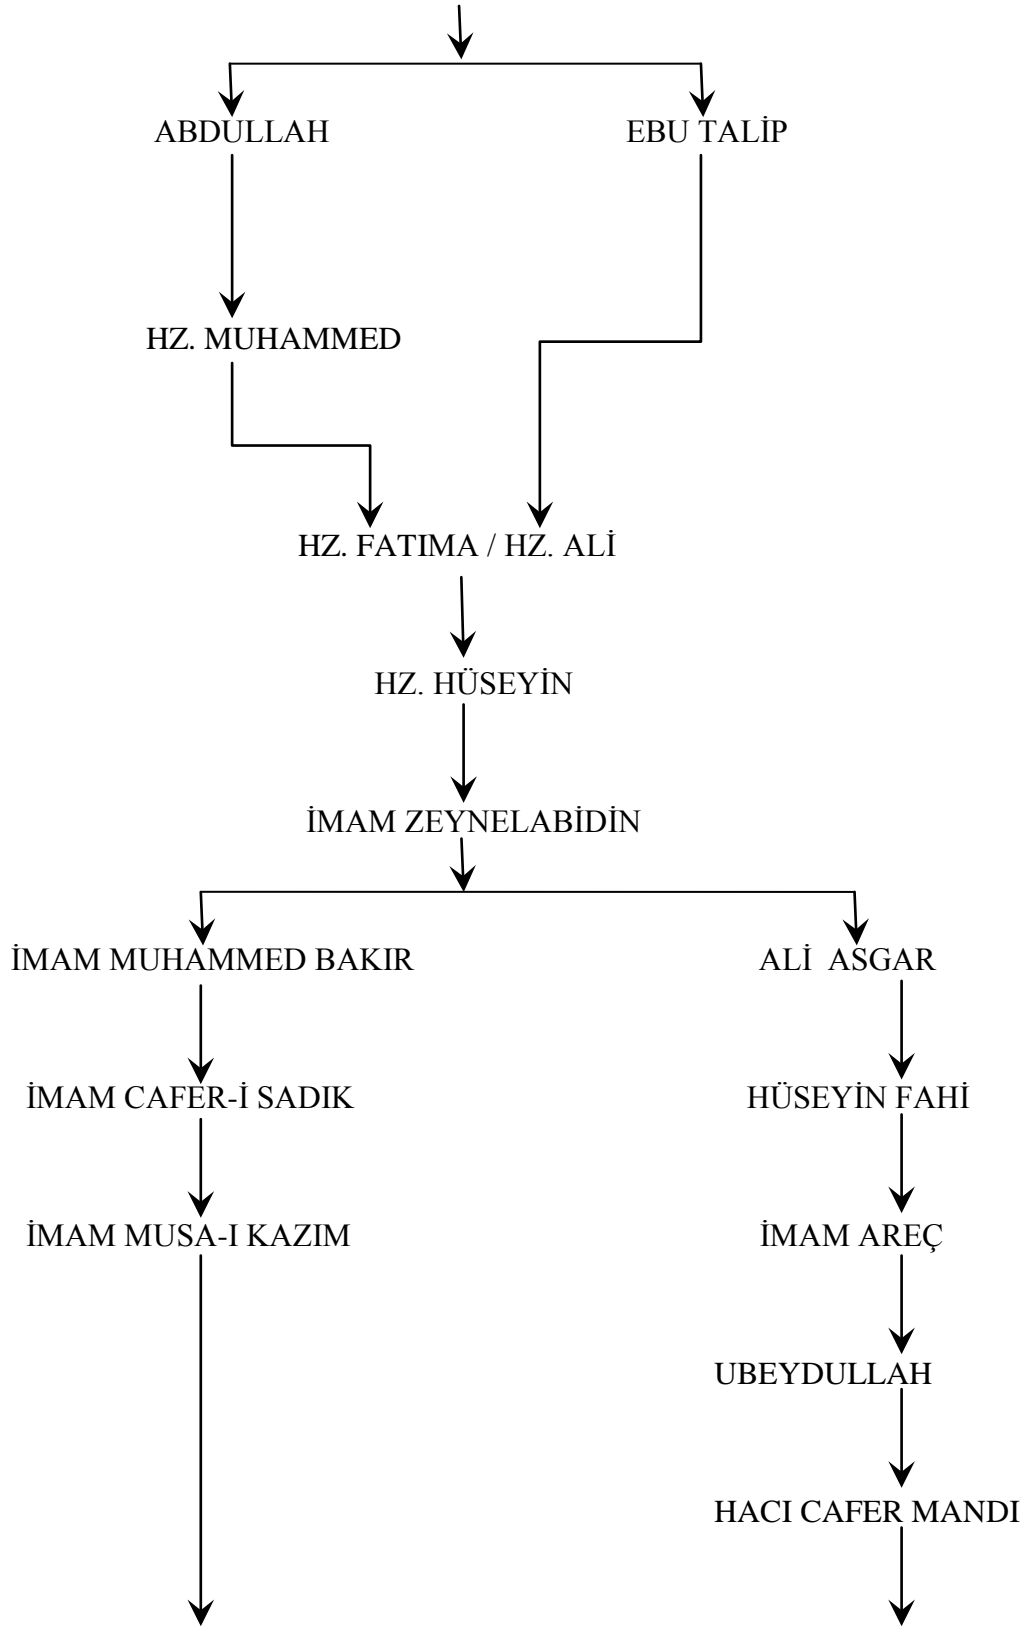 ABDULLAH EBU TALİP
HZ. MUHAMMED
HZ. FATIMA / HZ. ALİ
HZ. HÜSEYİN
İMAM ZEYNELABİDİN
İMAM MUHAMMED BAKIR ALİ ASGAR
İMAM CAFER-İ SADIK HÜSEYİN FAHİ
İMAM MUSA-I KAZIM İMAM AREÇ
UBEYDULLAH
HACI CAFER MANDI